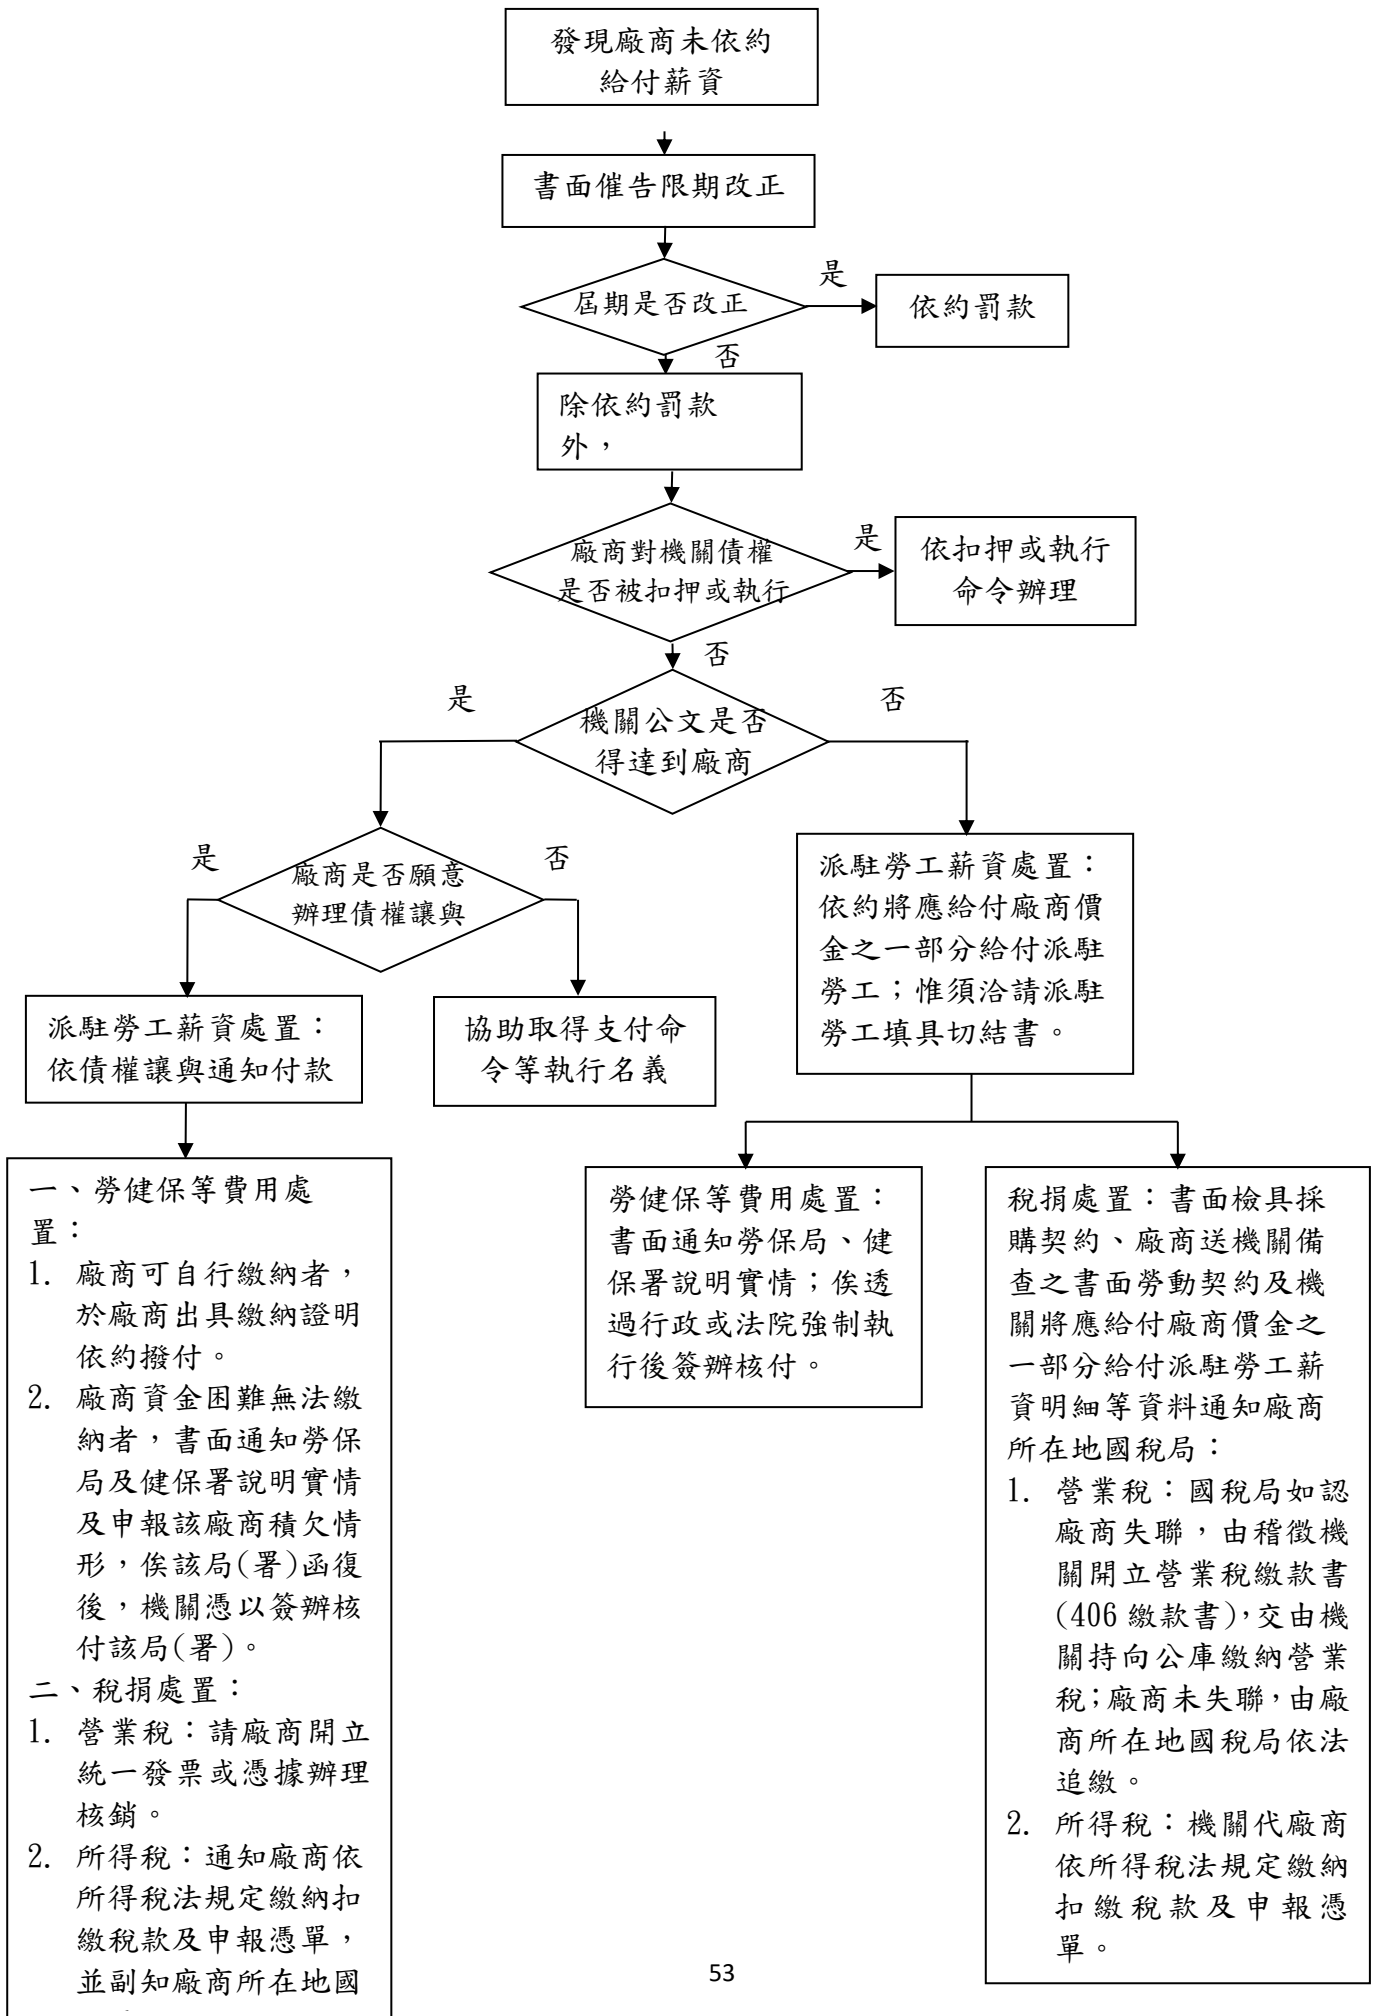 發現廠商未依約
給付薪資
書面催告限期改正
屆期是否改正
是
依約罰款
否
除依約罰款
外，
廠商對機關債權
是否被扣押或執行
是
依扣押或執行
命令辦理
否
機關公文是否
得達到廠商
是
否
廠商是否願意
辦理債權讓與
是
否
派駐勞工薪資處置：
依債權讓與通知付款
協助取得支付命
令等執行名義
派駐勞工薪資處置：
依約將應給付廠商價
金之一部分給付派駐
勞工；惟須洽請派駐
勞工填具切結書。
一、勞健保等費用處
置：
1. 廠商可自行繳納者，
於廠商出具繳納證明
依約撥付。
2. 廠商資金困難無法繳
納者，書面通知勞保
局及健保署說明實情
及申報該廠商積欠情
形，俟該局(署)函復
後，機關憑以簽辦核
付該局(署)。
二、稅捐處置：
1. 營業稅：請廠商開立
統一發票或憑據辦理
核銷。
2. 所得稅：通知廠商依
所得稅法規定繳納扣
繳稅款及申報憑單，
並副知廠商所在地國
勞健保等費用處置：
書面通知勞保局、健
保署說明實情；俟透
過行政或法院強制執
行後簽辦核付。
稅捐處置：書面檢具採
購契約、廠商送機關備
查之書面勞動契約及機
關將應給付廠商價金之
一部分給付派駐勞工薪
資明細等資料通知廠商
所在地國稅局：
1. 營業稅：國稅局如認
廠商失聯，由稽徵機
關開立營業稅繳款書
(406 繳款書)，交由機
關持向公庫繳納營業
稅；廠商未失聯，由廠
商所在地國稅局依法
追繳。
2. 所得稅：機關代廠商
依所得稅法規定繳納
扣繳稅款及申報憑
單。
53